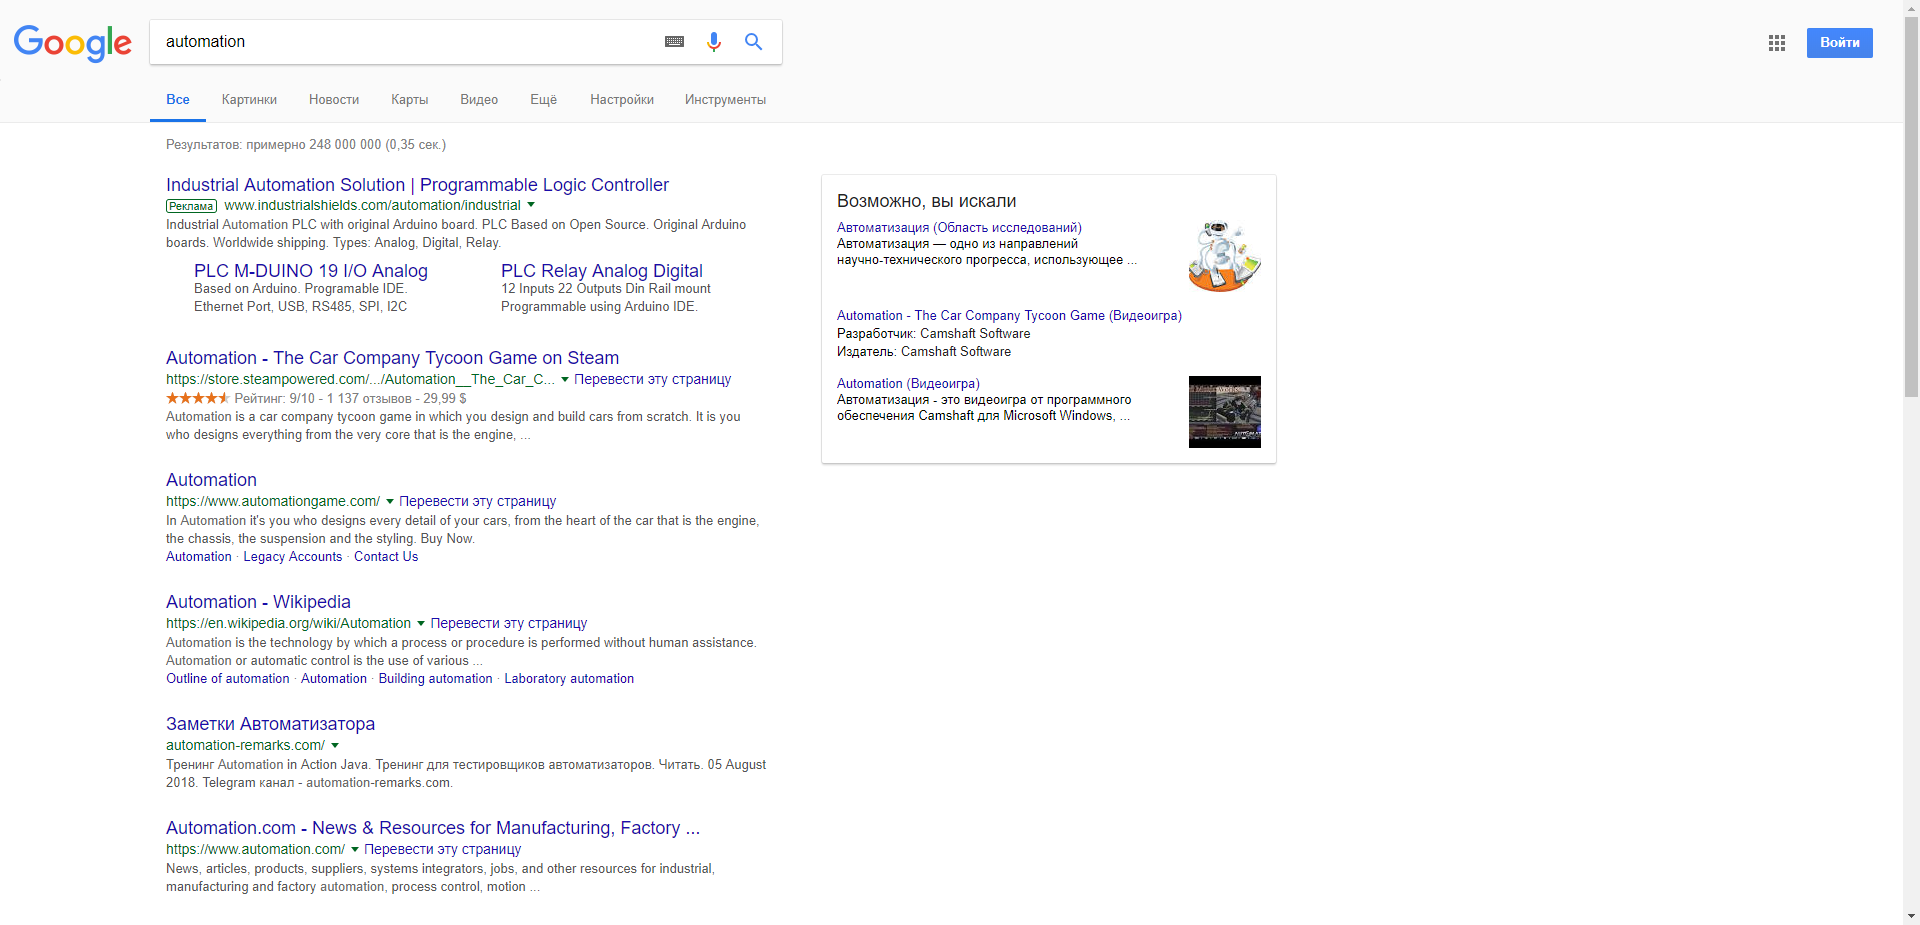 Google
automation
Войти
Все Картинки Новости Карты Видео Ещё Настройки Инструменты
Результатов: примерно 248 000 000 (0,35 сек.)
Industrial Automation Solution | Programmable Logic Controller
Реклама www.industrialshields.com/automation/industrial
Industrial Automation PLC with original Arduino board. PLC Based on Open Source. Original Arduino
boards. Worldwide shipping. Types: Analog, Digital, Relay.
PLC M-DUINO 19 I/O Analog
Based on Arduino. Programable IDE.
Ethernet Port, USB, RS485, SPI, I2C
PLC Relay Analog Digital
12 Inputs 22 Outputs Din Rail mount
Programmable using Arduino IDE.
Automation - The Car Company Tycoon Game on Steam
https://store.steampowered.com/.../Automation__The_Car_C... Перевести эту страницу
Рейтинг: 9/10 - 1 137 отзывов - 29,99 $
Automation is a car company tycoon game in which you design and build cars from scratch. It is you
who designs everything from the very core that is the engine, ...
Automation
https://www.automationgame.com/ Перевести эту страницу
In Automation it's you who designs every detail of your cars, from the heart of the car that is the engine,
the chassis, the suspension and the styling. Buy Now.
Automation · Legacy Accounts · Contact Us
Automation - Wikipedia
https://en.wikipedia.org/wiki/Automation Перевести эту страницу
Automation is the technology by which a process or procedure is performed without human assistance.
Automation or automatic control is the use of various ...
Outline of automation · Automation · Building automation · Laboratory automation
Заметки Автоматизатора
automation-remarks.com/
Тренинг Automation in Action Java. Тренинг для тестировщиков автоматизаторов. Читать. 05 August
2018. Telegram канал - automation-remarks.com.
Automation.com - News & Resources for Manufacturing, Factory ...
https://www.automation.com/ Перевести эту страницу
News, articles, products, suppliers, systems integrators, jobs, and other resources for industrial,
manufacturing and factory automation, process control, motion ...
Возможно, вы искали
Автоматизация (Область исследований)
Автоматизация — одно из направлений
научно-технического прогресса, использующее ...
Automation - The Car Company Tycoon Game (Видеоигра)
Разработчик: Camshaft Software
Издатель: Camshaft Software
Automation (Видеоигра)
Автоматизация - это видеоигра от программного
обеспечения Camshaft для Microsoft Windows, ...